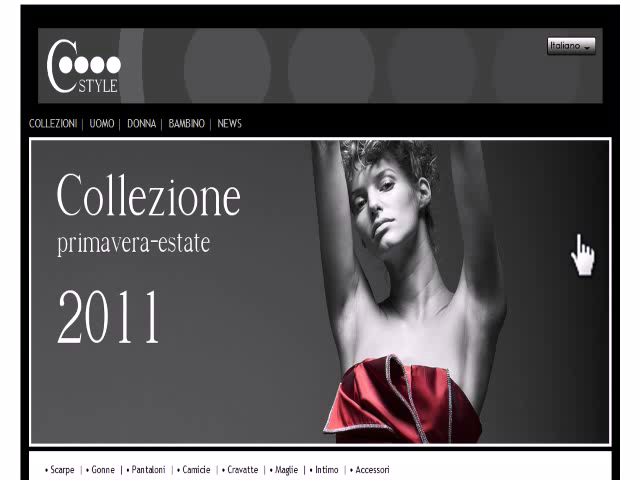 Italiano
C
STYLE
COLLEZIONI | UOMO | DONNA | BAMBINO | NEWS
Collezione
primavera-estate
2011
• Scarpe | • Gonne | • Pantaloni | • Camicie | • Cravatte | • Maglie | • Intimo | • Accessori